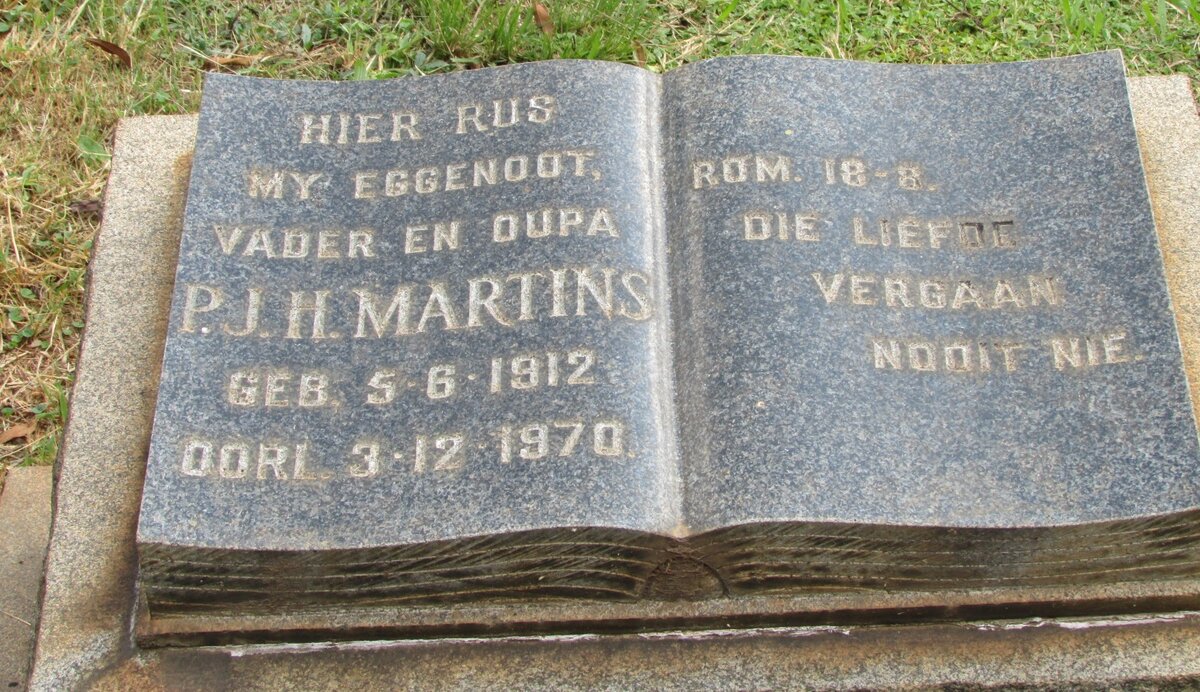 HIER RUS
MY EGGENOOT,
VADER EN OUPA
P.J.H. MARTINS
GEB. 5·6·1912
OORL. 3·12·1970.
ROM. 18-8.
DIE LIEFDE
VERGAAN
NOOIT NIE.